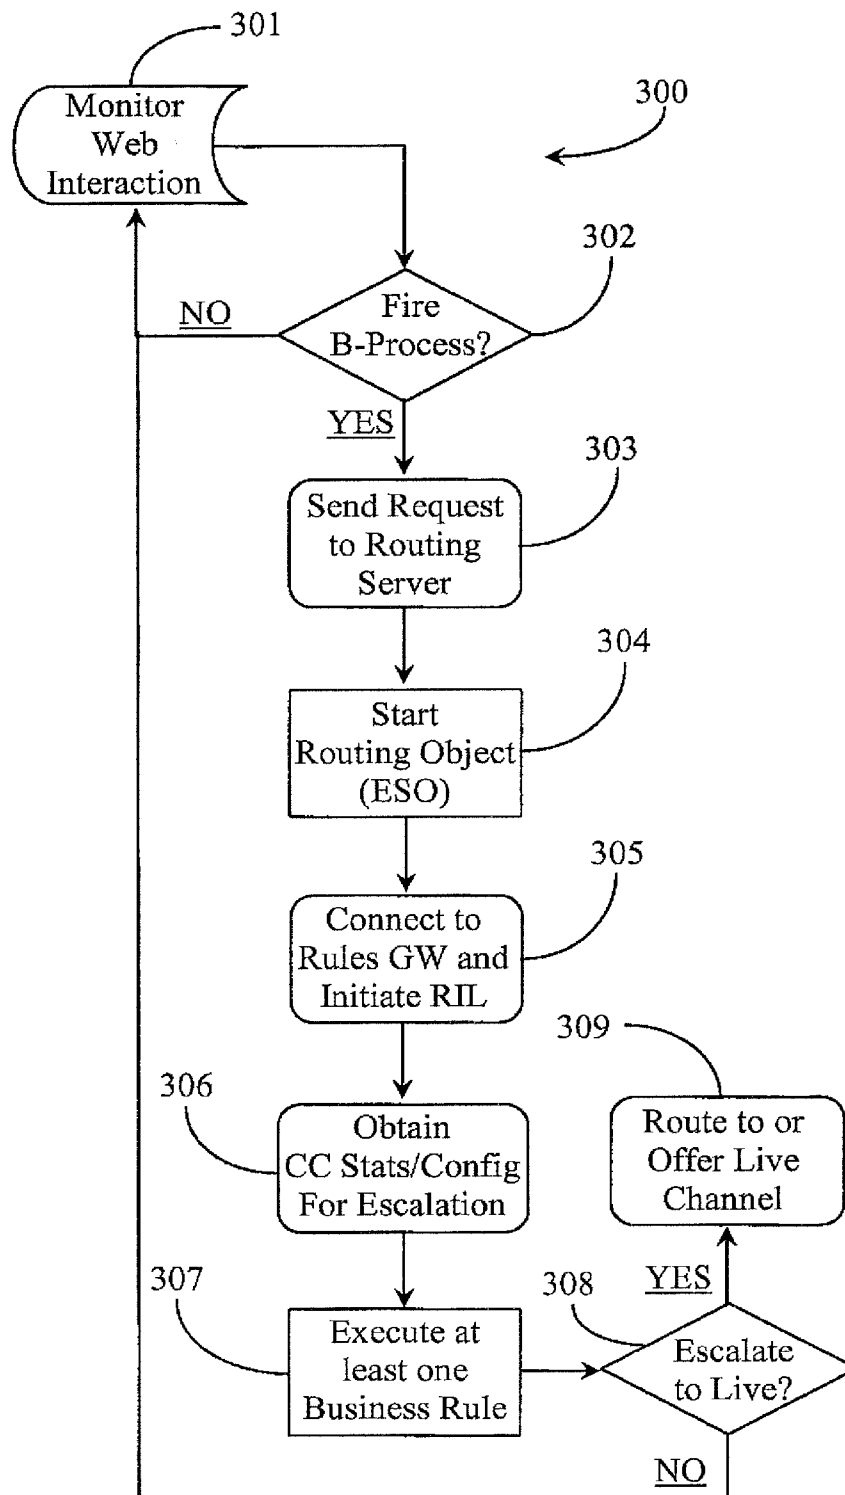 301
Monitor
Web
Interaction
300
302
Fire
B-Process?
NO
YES
303
Send Request
to Routing
Server
304
Start
Routing Object
(ESO)
305
Connect to
Rules GW and
Initiate RIL
306
Obtain
CC Stats/Config
For Escalation
309
Route to or
Offer Live
Channel
307
Execute at
least one
Business Rule
308
YES
Escalate
to Live?
NO